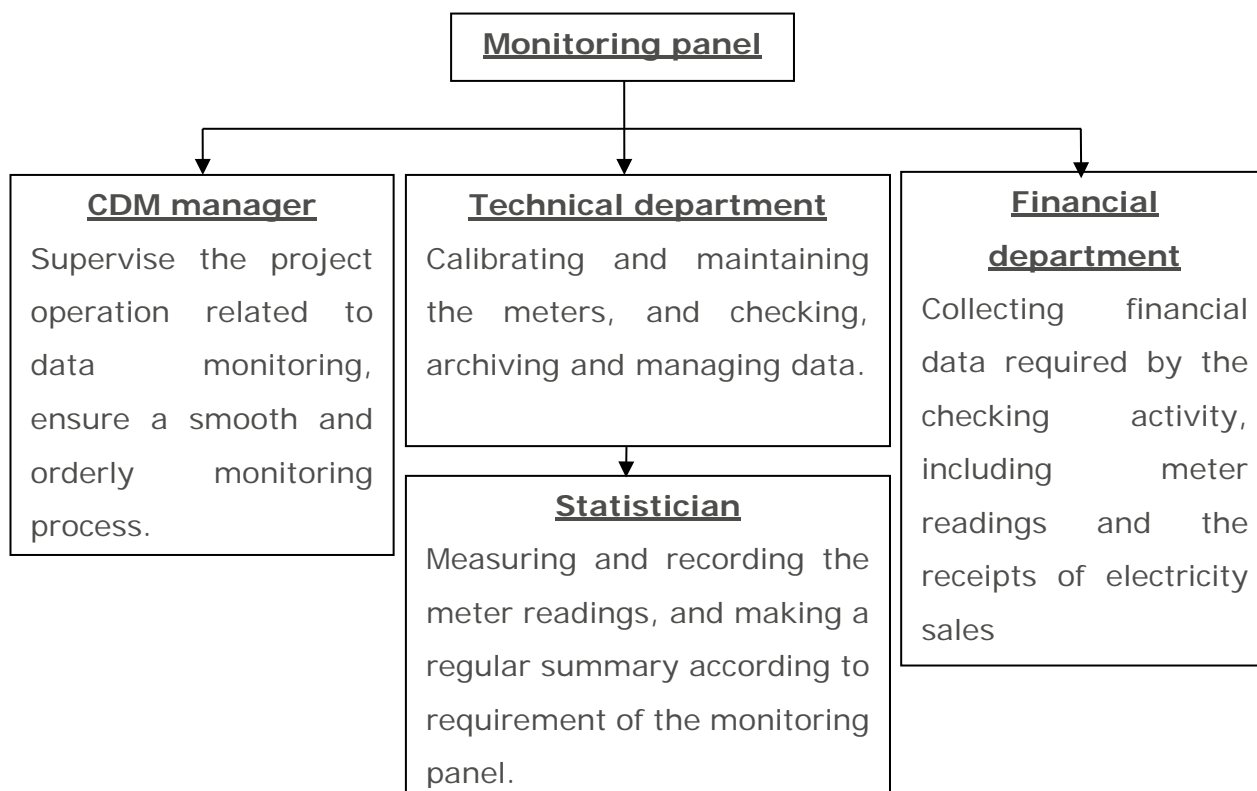 Monitoring panel
CDM manager
Supervise the project
operation related to
data monitoring,
ensure a smooth and
orderly monitoring
process.
Technical department
Calibrating and maintaining
the meters, and checking,
archiving and managing data.
Statistician
Measuring and recording the
meter readings, and making a
regular summary according to
requirement of the monitoring
panel.
Financial
department
Collecting financial
data required by the
checking activity,
including meter
readings and the
receipts of electricity
sales